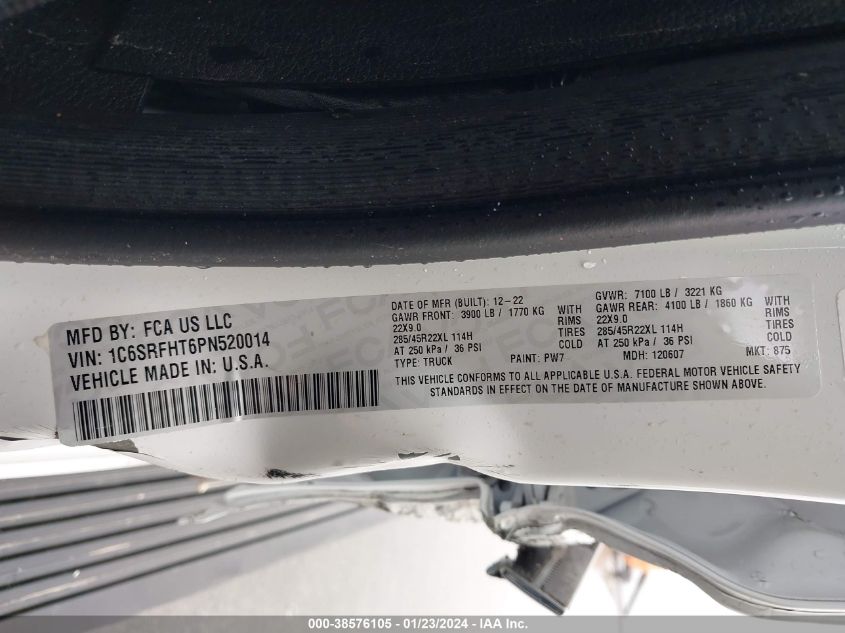 MFD BY: FCA US LLC
VIN: 1C6SRFHT6PN520014
VEHICLE MADE IN: U.S.A.
DATE OF MFR (BUILT): 12-22
GAWR FRONT: 3900 LB / 1770 KG WITH
22X9.0 RIMS
285/45R22XL 114H TIRES
AT 250 kPa / 36 PSI COLD
TYPE: TRUCK PAINT: PW7
GVWR: 7100 LB / 3221 KG
GAWR REAR: 4100 LB / 1860 KG WITH
22X9.0 RIMS
285/45R22XL 114H TIRES
AT 250 kPa / 36 PSI COLD
MDH: 120607 MKT: 875
THIS VEHICLE CONFORMS TO ALL APPLICABLE U.S.A. FEDERAL MOTOR VEHICLE SAFETY
STANDARDS IN EFFECT ON THE DATE OF MANUFACTURE SHOWN ABOVE.
000-38576105 - 01/23/2024 - IAA Inc.